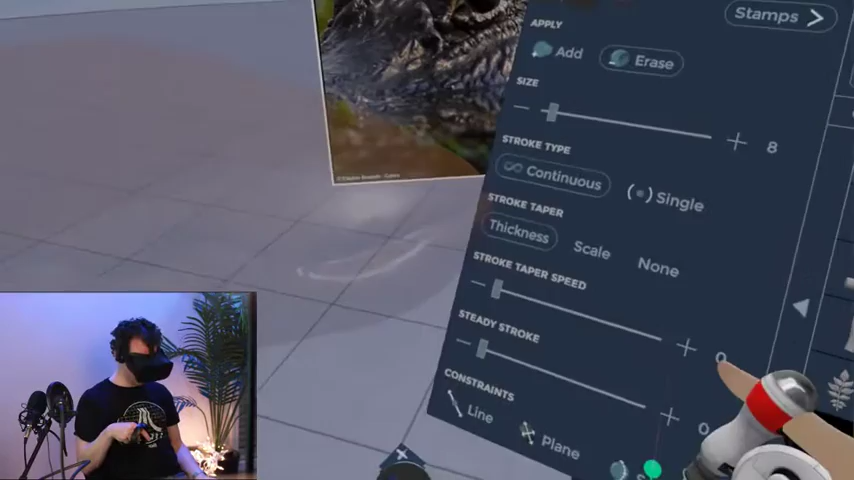 APPLY
Stamps >
Add Erase
SIZE
8
STROKE TYPE
Continuous Single
STROKE TAPER
Thickness Scale None
STROKE TAPER SPEED
0
STEADY STROKE
0
CONSTRAINTS
Line Plane